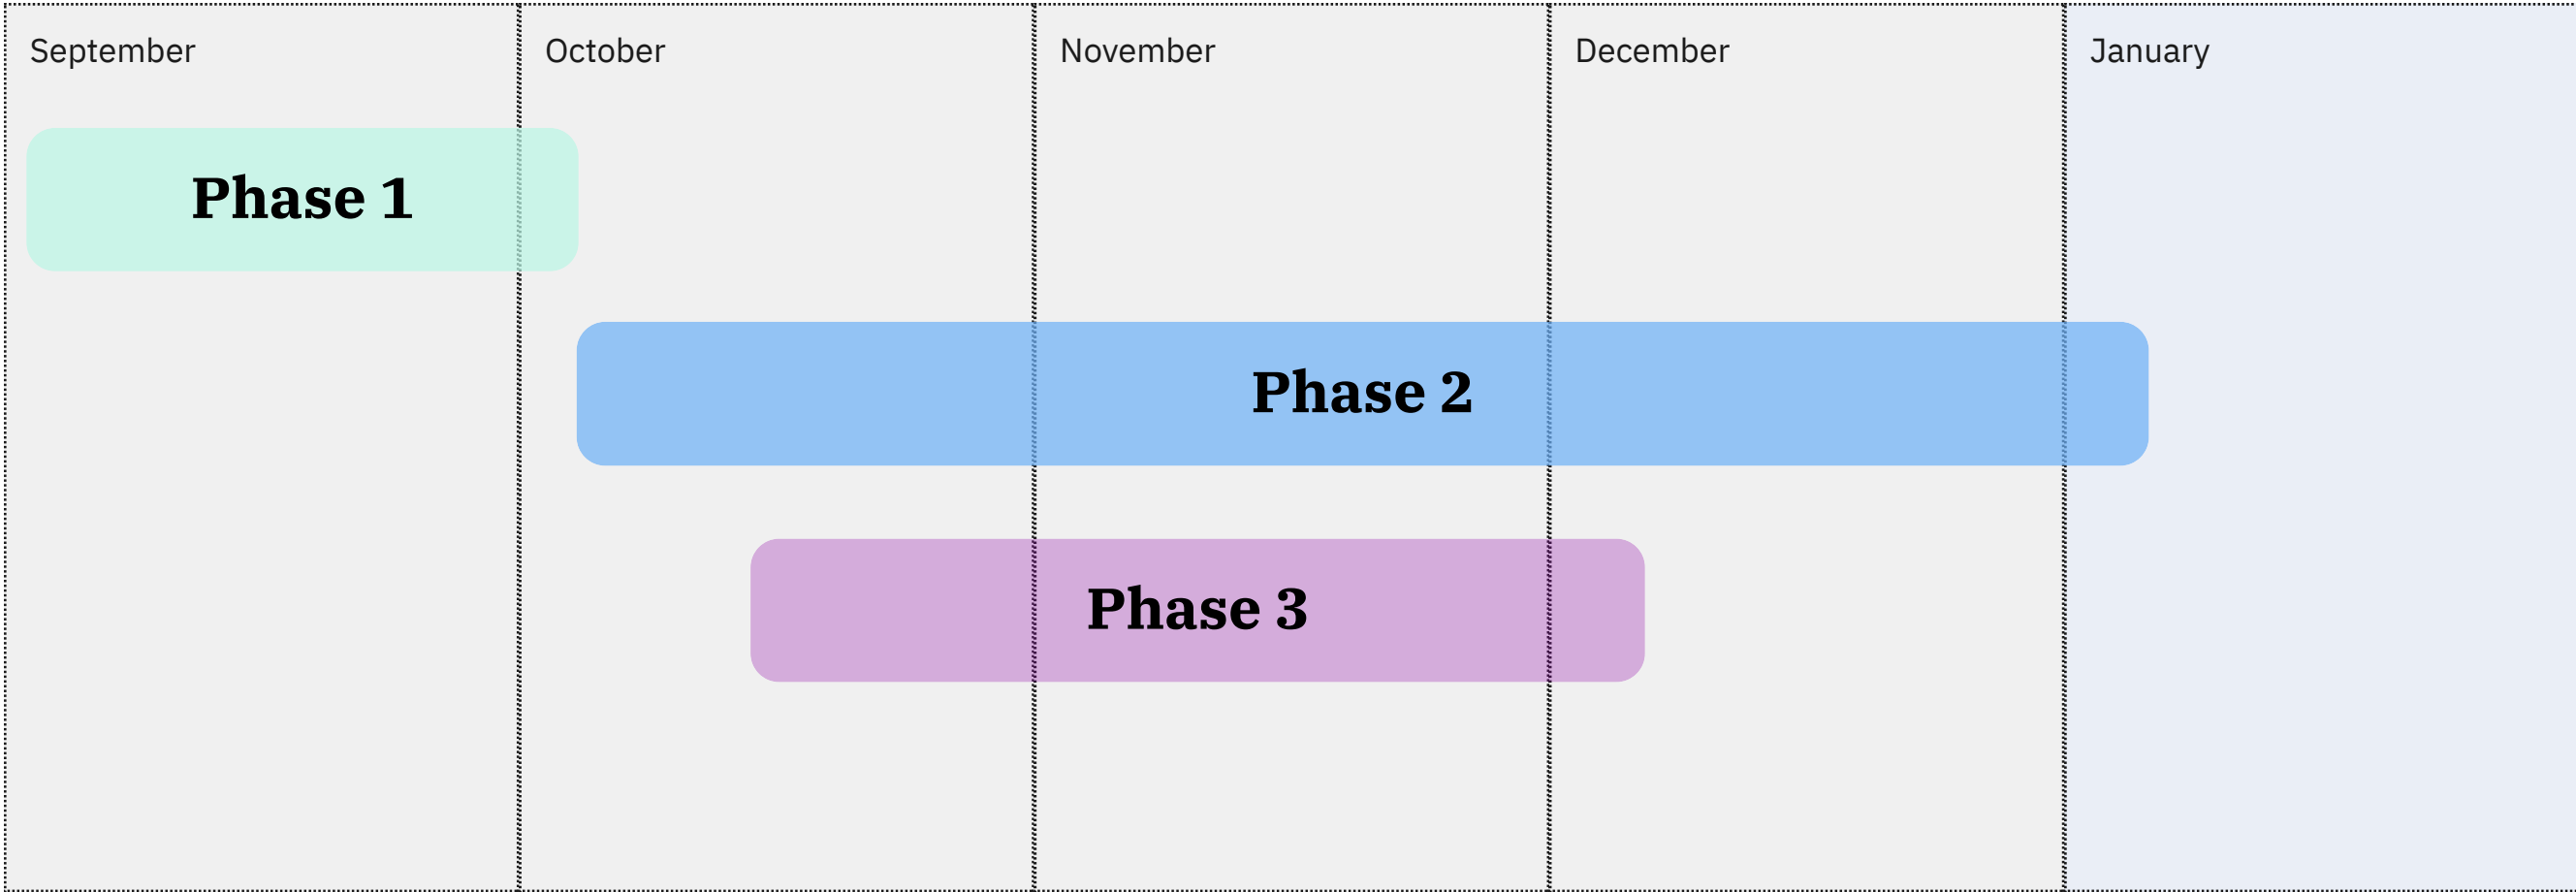 September
October
November
December
January
Phase 1
Phase 2
Phase 3